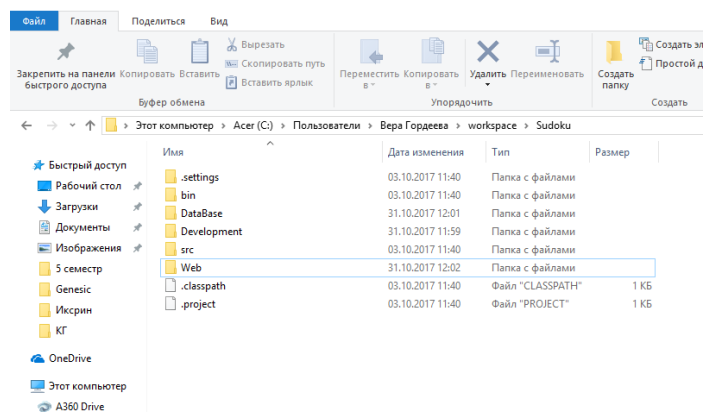 Файл Главная Поделиться Вид
Закрепить на панели быстрого доступа
Копировать
Вставить
Вырезать
Скопировать путь
Вставить ярлык
Буфер обмена
Переместить в
Копировать в
Удалить
Переименовать
Упорядочить
Создать папку
Создать эл
Простой д
Создать
Этот компьютер > Acer (C:) > Пользователи > Вера Гордеева > workspace > Sudoku
Имя Дата изменения Тип Размер
.settings 03.10.2017 11:40 Папка с файлами
bin 03.10.2017 11:40 Папка с файлами
DataBase 31.10.2017 12:01 Папка с файлами
Development 31.10.2017 11:59 Папка с файлами
src 03.10.2017 11:40 Папка с файлами
Web 31.10.2017 12:02 Папка с файлами
.classpath 03.10.2017 11:40 Файл "CLASSPATH" 1 КБ
.project 03.10.2017 11:40 Файл "PROJECT" 1 КБ
Быстрый доступ
Рабочий стол
Загрузки
Документы
Изображения
5 семестр
Genesic
Иксрин
КГ
OneDrive
Этот компьютер
A360 Drive